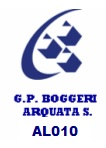 G.P. BOGGERI
ARQUATA S.
AL010